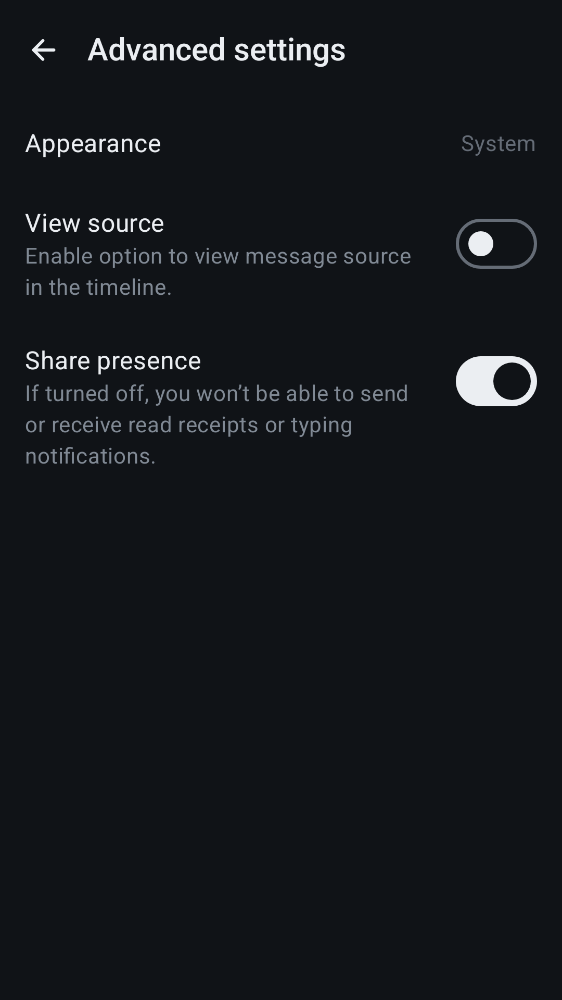 Advanced settings
Appearance
System
View source
Enable option to view message source
in the timeline.
Share presence
If turned off, you won’t be able to send
or receive read receipts or typing
notifications.